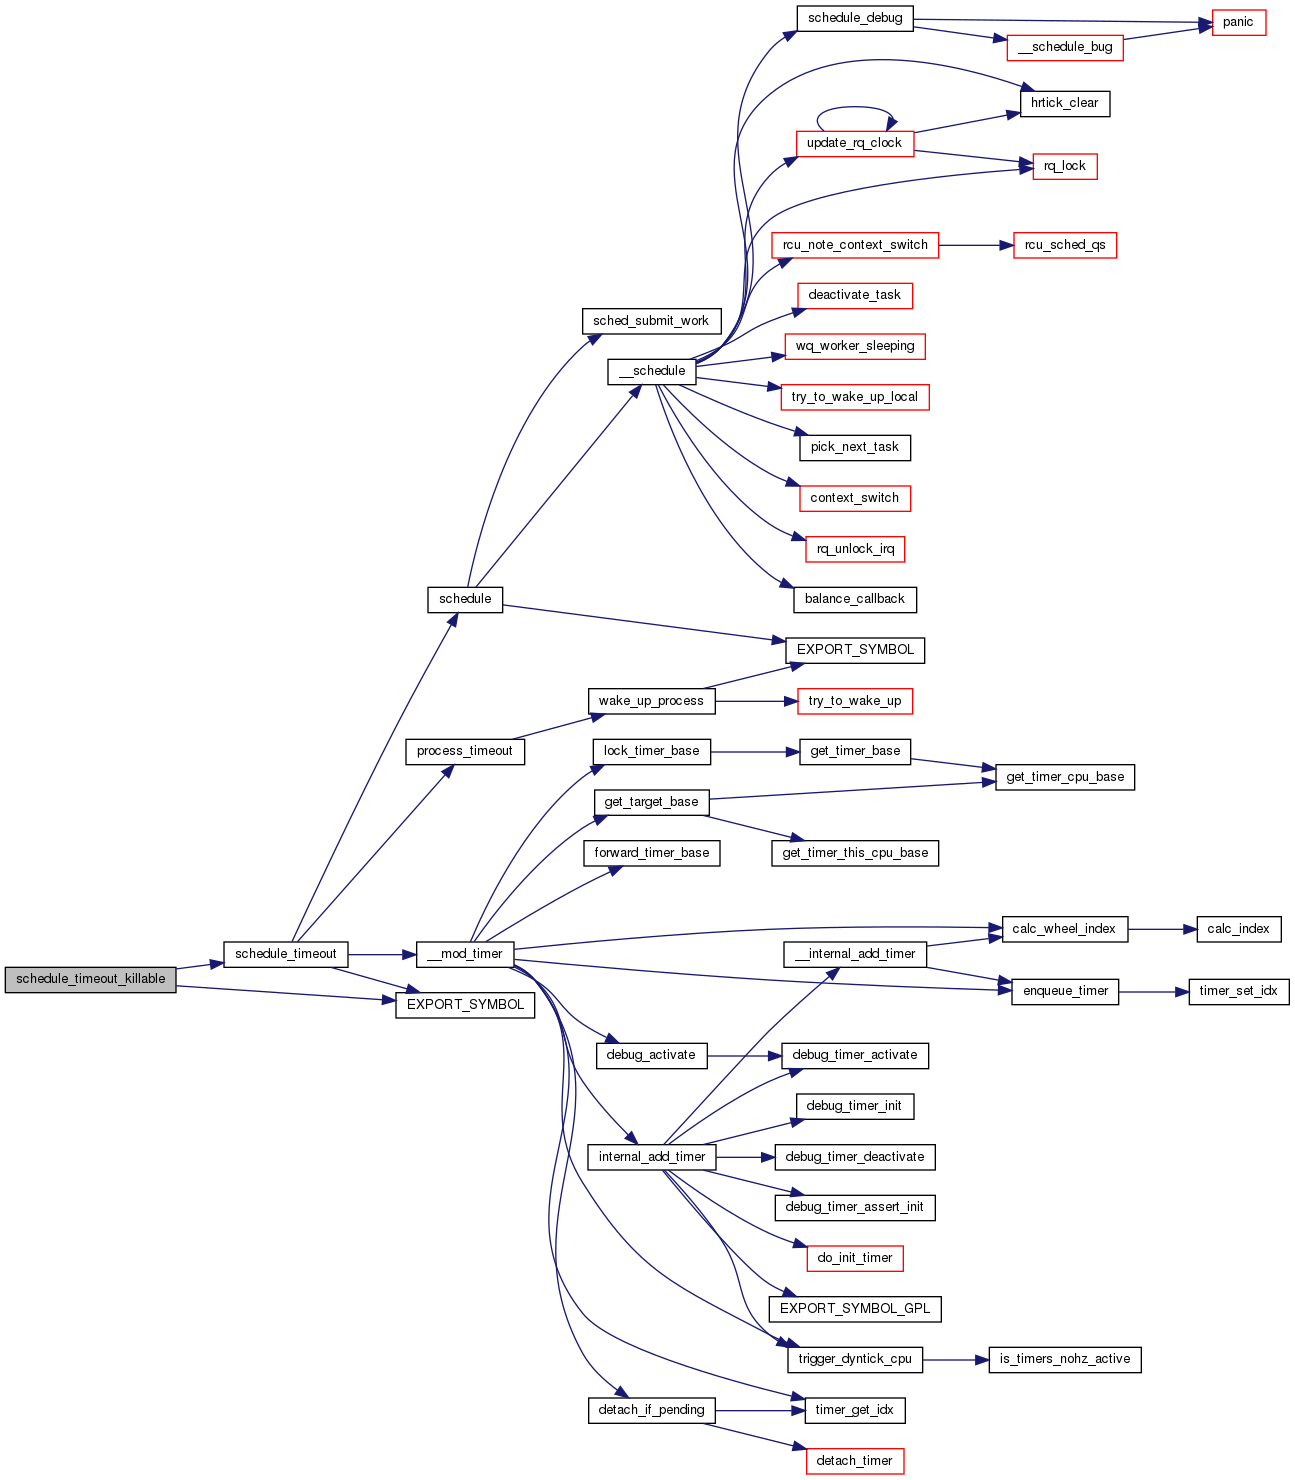 schedule_debug
panic
__schedule_bug
hrtick_clear
update_rq_clock
rq_lock
rcu_note_context_switch
rcu_sched_qs
deactivate_task
sched_submit_work
wq_worker_sleeping
__schedule
try_to_wake_up_local
pick_next_task
context_switch
rq_unlock_irq
schedule
balance_callback
EXPORT_SYMBOL
wake_up_process
try_to_wake_up
process_timeout
lock_timer_base
get_timer_base
get_timer_cpu_base
get_target_base
forward_timer_base
get_timer_this_cpu_base
calc_wheel_index
calc_index
schedule_timeout
__mod_timer
__internal_add_timer
schedule_timeout_killable
EXPORT_SYMBOL
enqueue_timer
timer_set_idx
debug_activate
debug_timer_activate
debug_timer_init
internal_add_timer
debug_timer_deactivate
debug_timer_assert_init
do_init_timer
EXPORT_SYMBOL_GPL
trigger_dyntick_cpu
is_timers_nohz_active
detach_if_pending
timer_get_idx
detach_timer